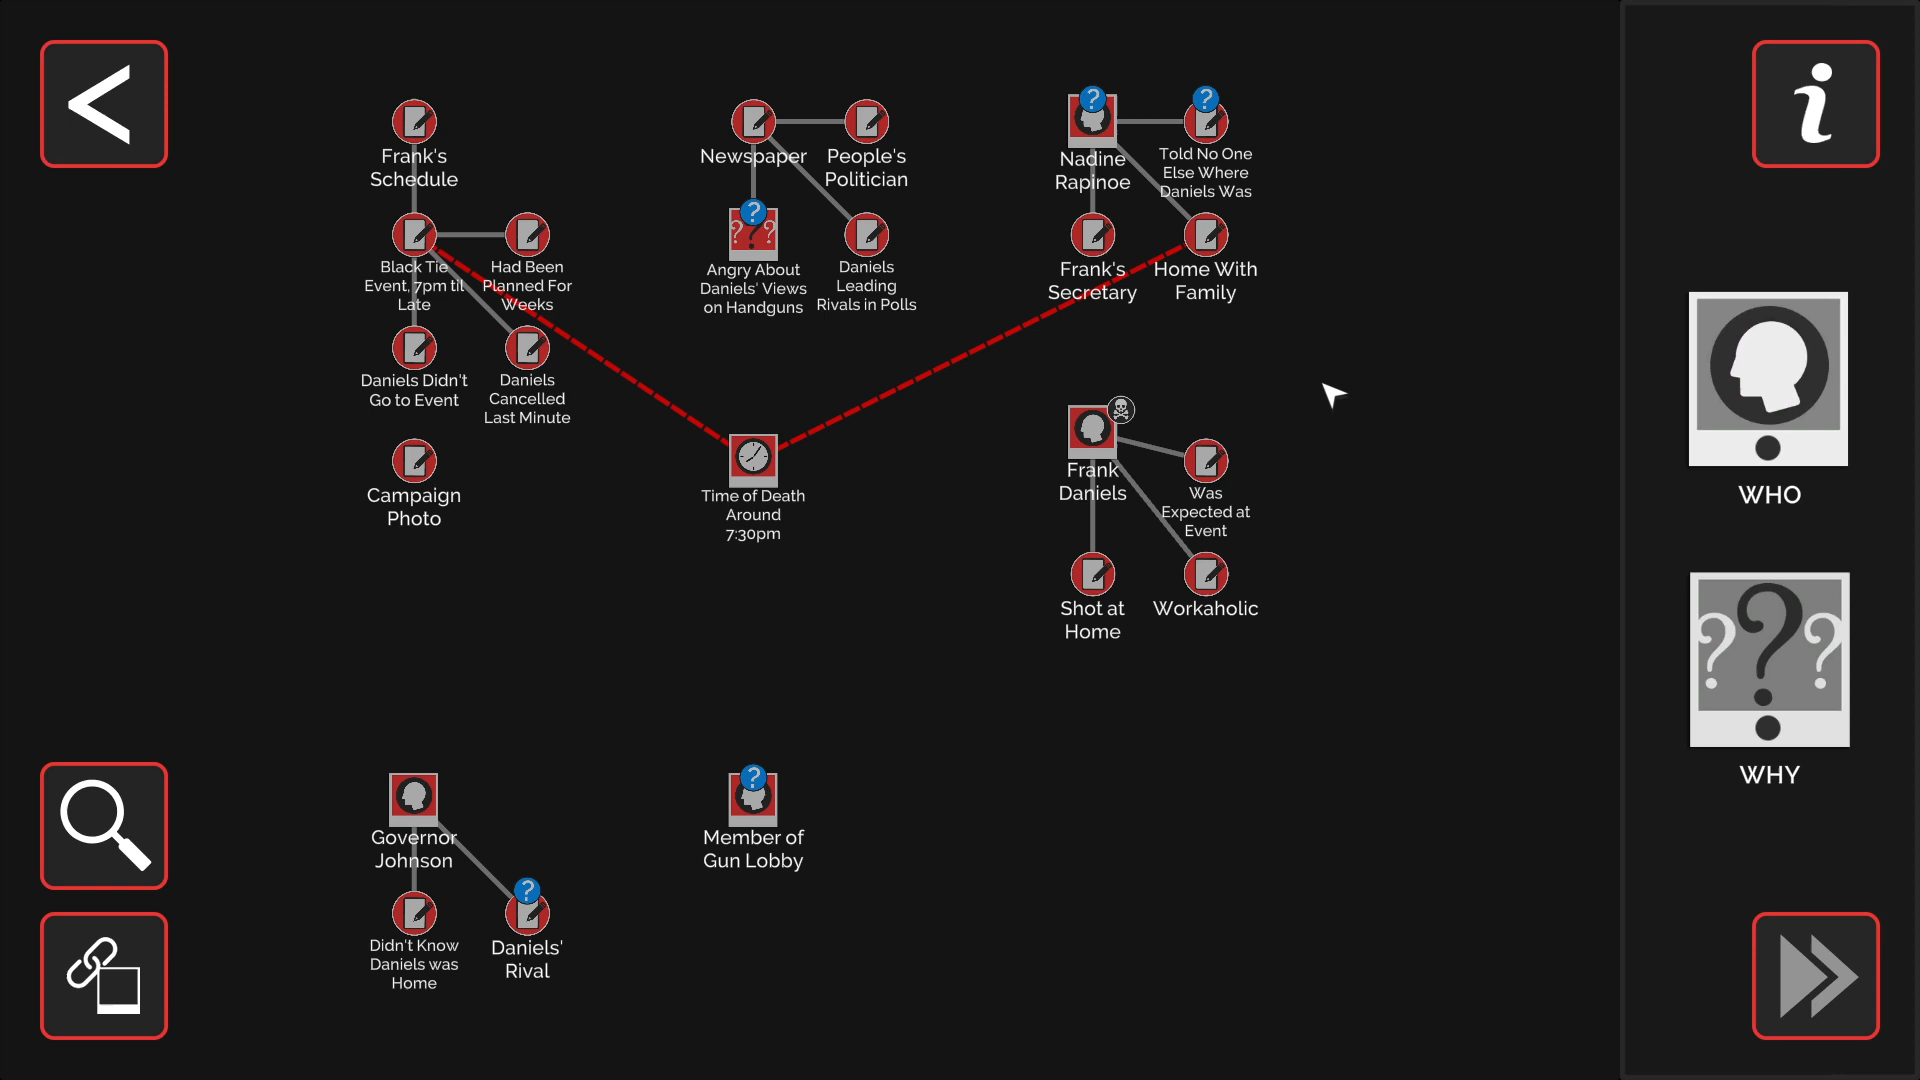 Frank's
Schedule
Newspaper
People's
Politician
Nadine
Rapinoe
Told No One
Else Where
Daniels Was
Black Tie
Event, 7pm til
Late
Had Been
Planned For
Weeks
Angry About
Daniels' Views
on Handguns
Daniels
Leading
Rivals in Polls
Frank's
Secretary
Home With
Family
Daniels Didn't
Go to Event
Daniels
Cancelled
Last Minute
Campaign
Photo
Time of Death
Around
7:30pm
Frank
Daniels
Was
Expected at
Event
Shot at
Home
Workaholic
WHO
WHY
Governor
Johnson
Member of
Gun Lobby
Didn't Know
Daniels was
Home
Daniels'
Rival